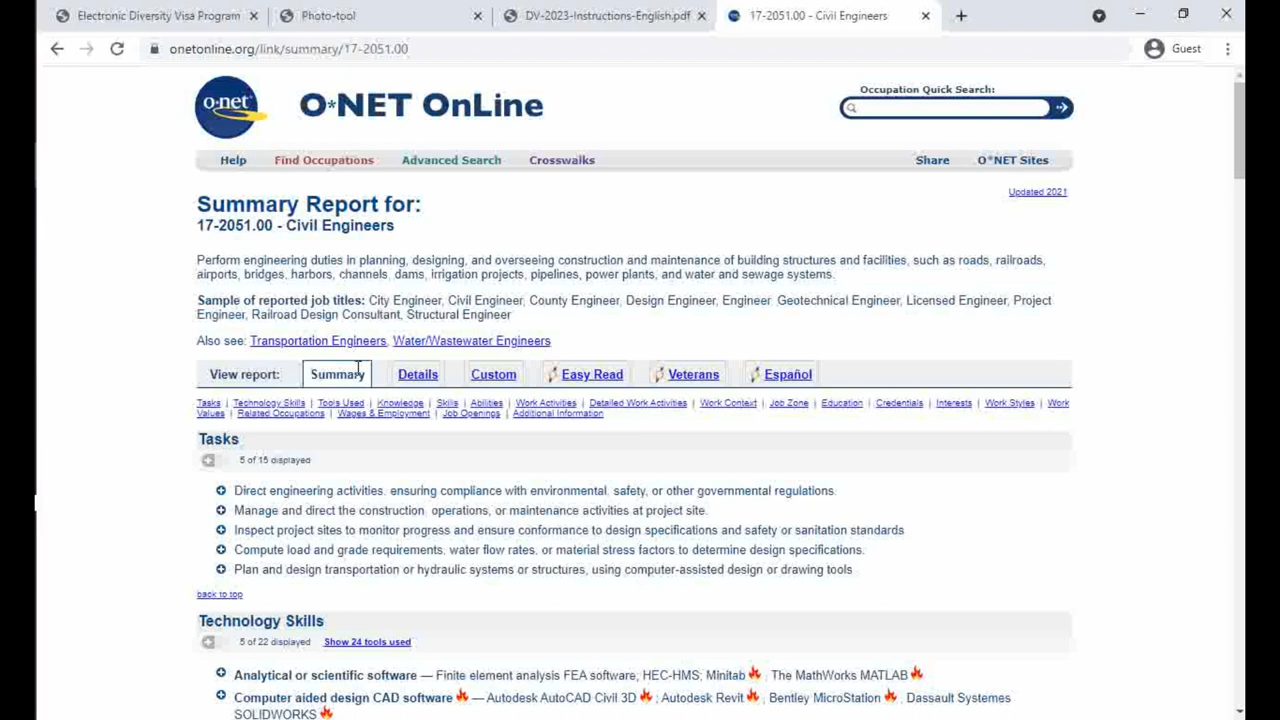 Electronic Diversity Visa Program
Photo-tool
DV-2023-Instructions-English.pdf
17-2051.00 - Civil Engineers
onetonline.org/link/summary/17-2051.00
Guest
o·net
O*NET OnLine
Occupation Quick Search:
Help Find Occupations Advanced Search Crosswalks Share O*NET Sites
Updated 2021
Summary Report for:
17-2051.00 - Civil Engineers
Perform engineering duties in planning, designing, and overseeing construction and maintenance of building structures and facilities, such as roads, railroads,
airports, bridges, harbors, channels, dams, irrigation projects, pipelines, power plants, and water and sewage systems.
Sample of reported job titles: City Engineer, Civil Engineer, County Engineer, Design Engineer, Engineer, Geotechnical Engineer, Licensed Engineer, Project
Engineer, Railroad Design Consultant, Structural Engineer
Also see: Transportation Engineers, Water/Wastewater Engineers
View report: Summary Details Custom Easy Read Veterans Español
Tasks | Technology Skills | Tools Used | Knowledge | Skills | Abilities | Work Activities | Detailed Work Activities | Work Context | Job Zone | Education | Credentials | Interests | Work Styles | Work
Values | Related Occupations | Wages & Employment | Job Openings | Additional Information
Tasks
5 of 15 displayed
Direct engineering activities, ensuring compliance with environmental, safety, or other governmental regulations.
Manage and direct the construction, operations, or maintenance activities at project site.
Inspect project sites to monitor progress and ensure conformance to design specifications and safety or sanitation standards
Compute load and grade requirements, water flow rates, or material stress factors to determine design specifications.
Plan and design transportation or hydraulic systems or structures, using computer-assisted design or drawing tools
back to top
Technology Skills
5 of 22 displayed Show 24 tools used
Analytical or scientific software — Finite element analysis FEA software; HEC-HMS; Minitab ; The MathWorks MATLAB
Computer aided design CAD software — Autodesk AutoCAD Civil 3D ; Autodesk Revit ; Bentley MicroStation ; Dassault Systemes
SOLIDWORKS